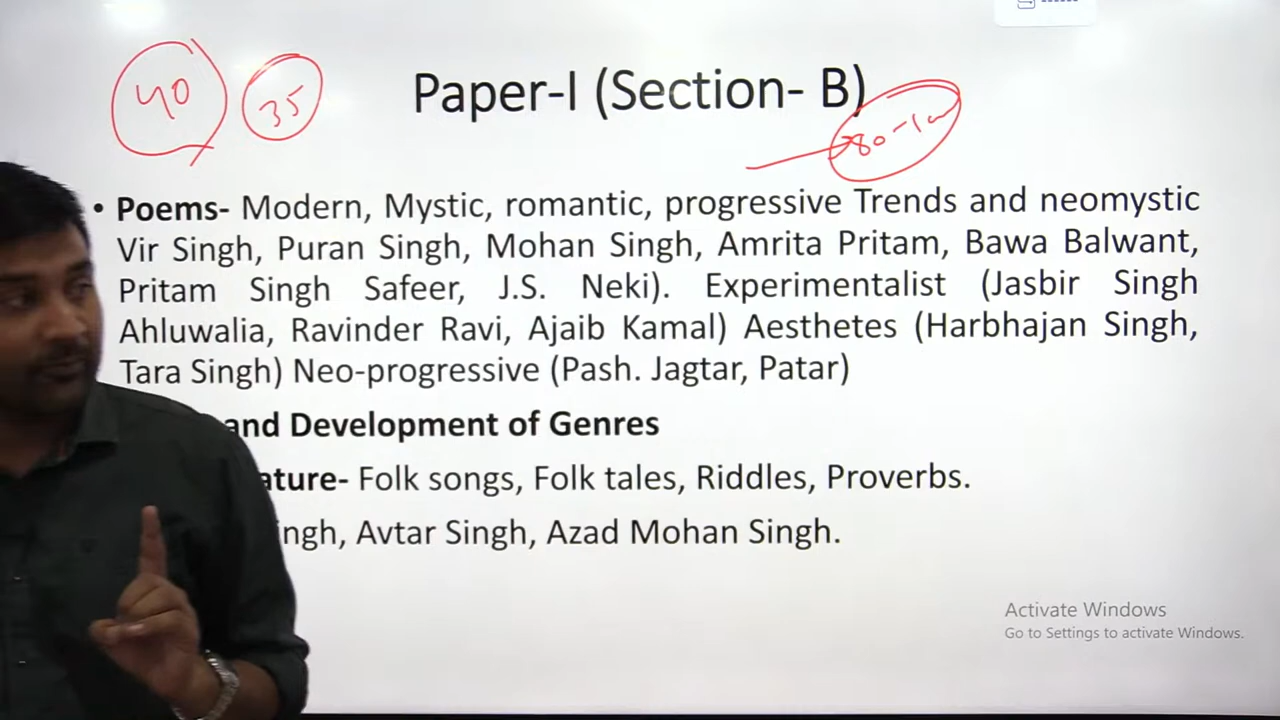 40 35
Paper-I (Section- B)
80-1
• Poems- Modern, Mystic, romantic, progressive Trends and neomystic
Vir Singh, Puran Singh, Mohan Singh, Amrita Pritam, Bawa Balwant,
Pritam Singh Safeer, J.S. Neki). Experimentalist (Jasbir Singh
Ahluwalia, Ravinder Ravi, Ajaib Kamal) Aesthetes (Harbhajan Singh,
Tara Singh) Neo-progressive (Pash. Jagtar, Patar)
and Development of Genres
ature- Folk songs, Folk tales, Riddles, Proverbs.
ingh, Avtar Singh, Azad Mohan Singh.
Activate Windows
Go to Settings to activate Windows.